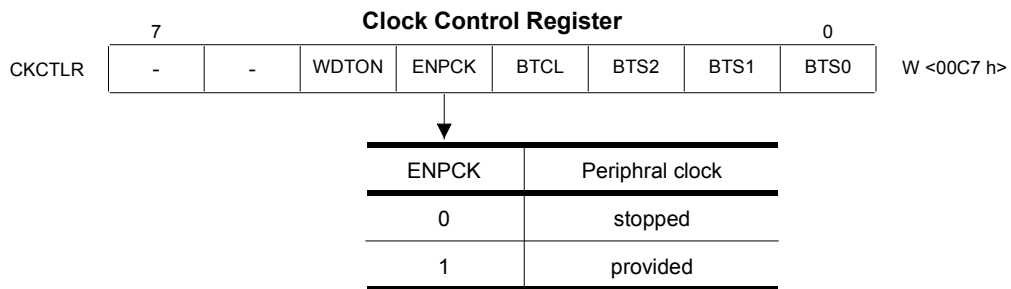 Clock Control Register
7 0
CKCTLR - - WDTON ENPCK BTCL BTS2 BTS1 BTS0 W <00C7 h>
ENPCK Periphral clock
0 stopped
1 provided